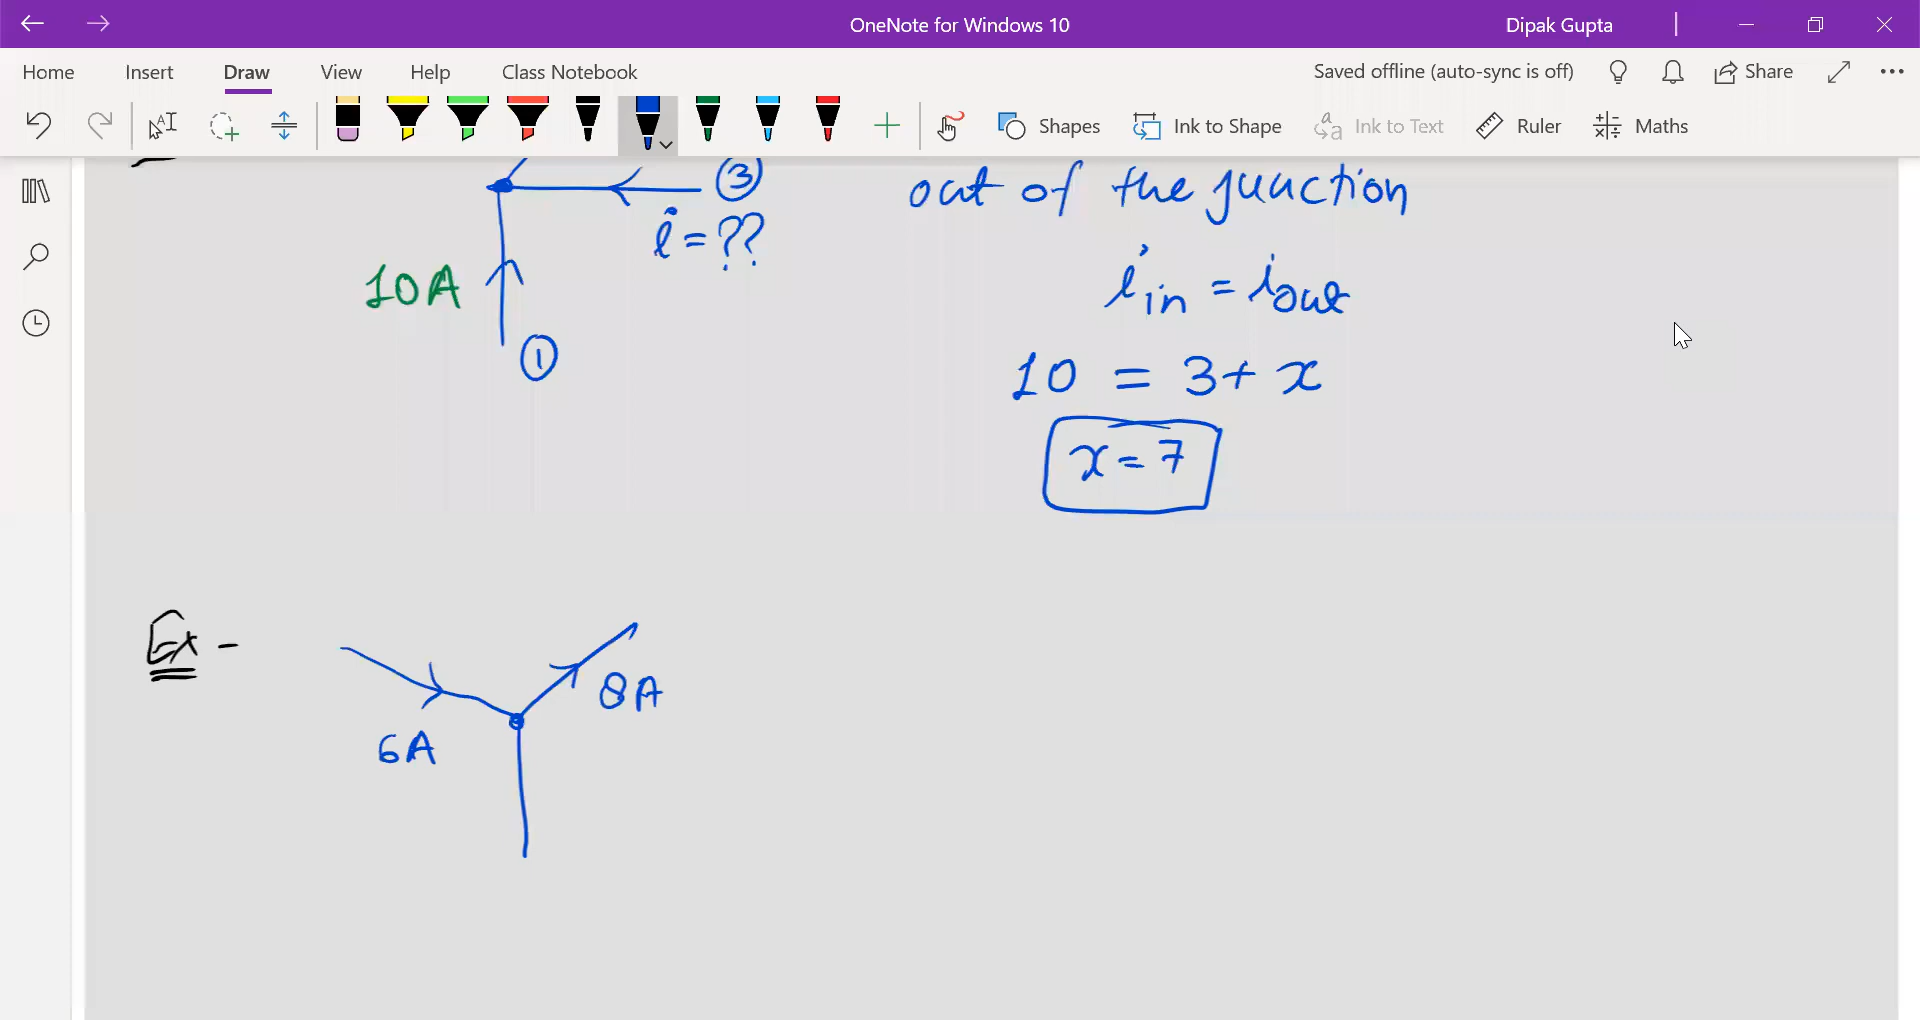 OneNote for Windows 10
Dipak Gupta
Home Insert Draw View Help Class Notebook
Saved offline (auto-sync is off) Share
Shapes Ink to Shape Ink to Text Ruler Maths
3
i = ??
10A
1
out of the junction
i in = i out
10 = 3 + x
x = 7
Ex -
8A
6A